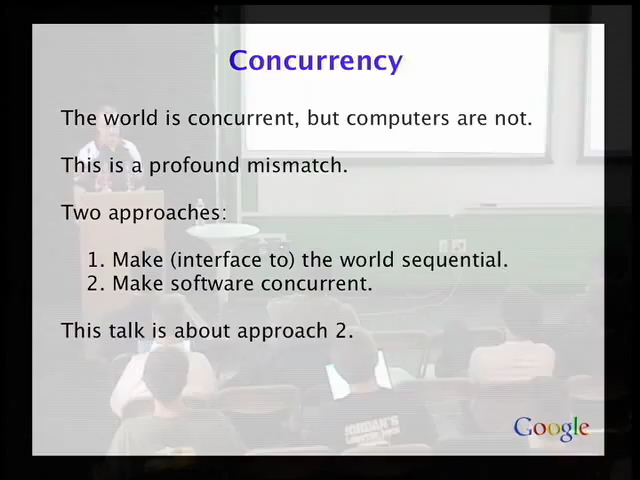 Concurrency
The world is concurrent, but computers are not.
This is a profound mismatch.
Two approaches:
1. Make (interface to) the world sequential.
2. Make software concurrent.
This talk is about approach 2.
JORDAN'S
Google